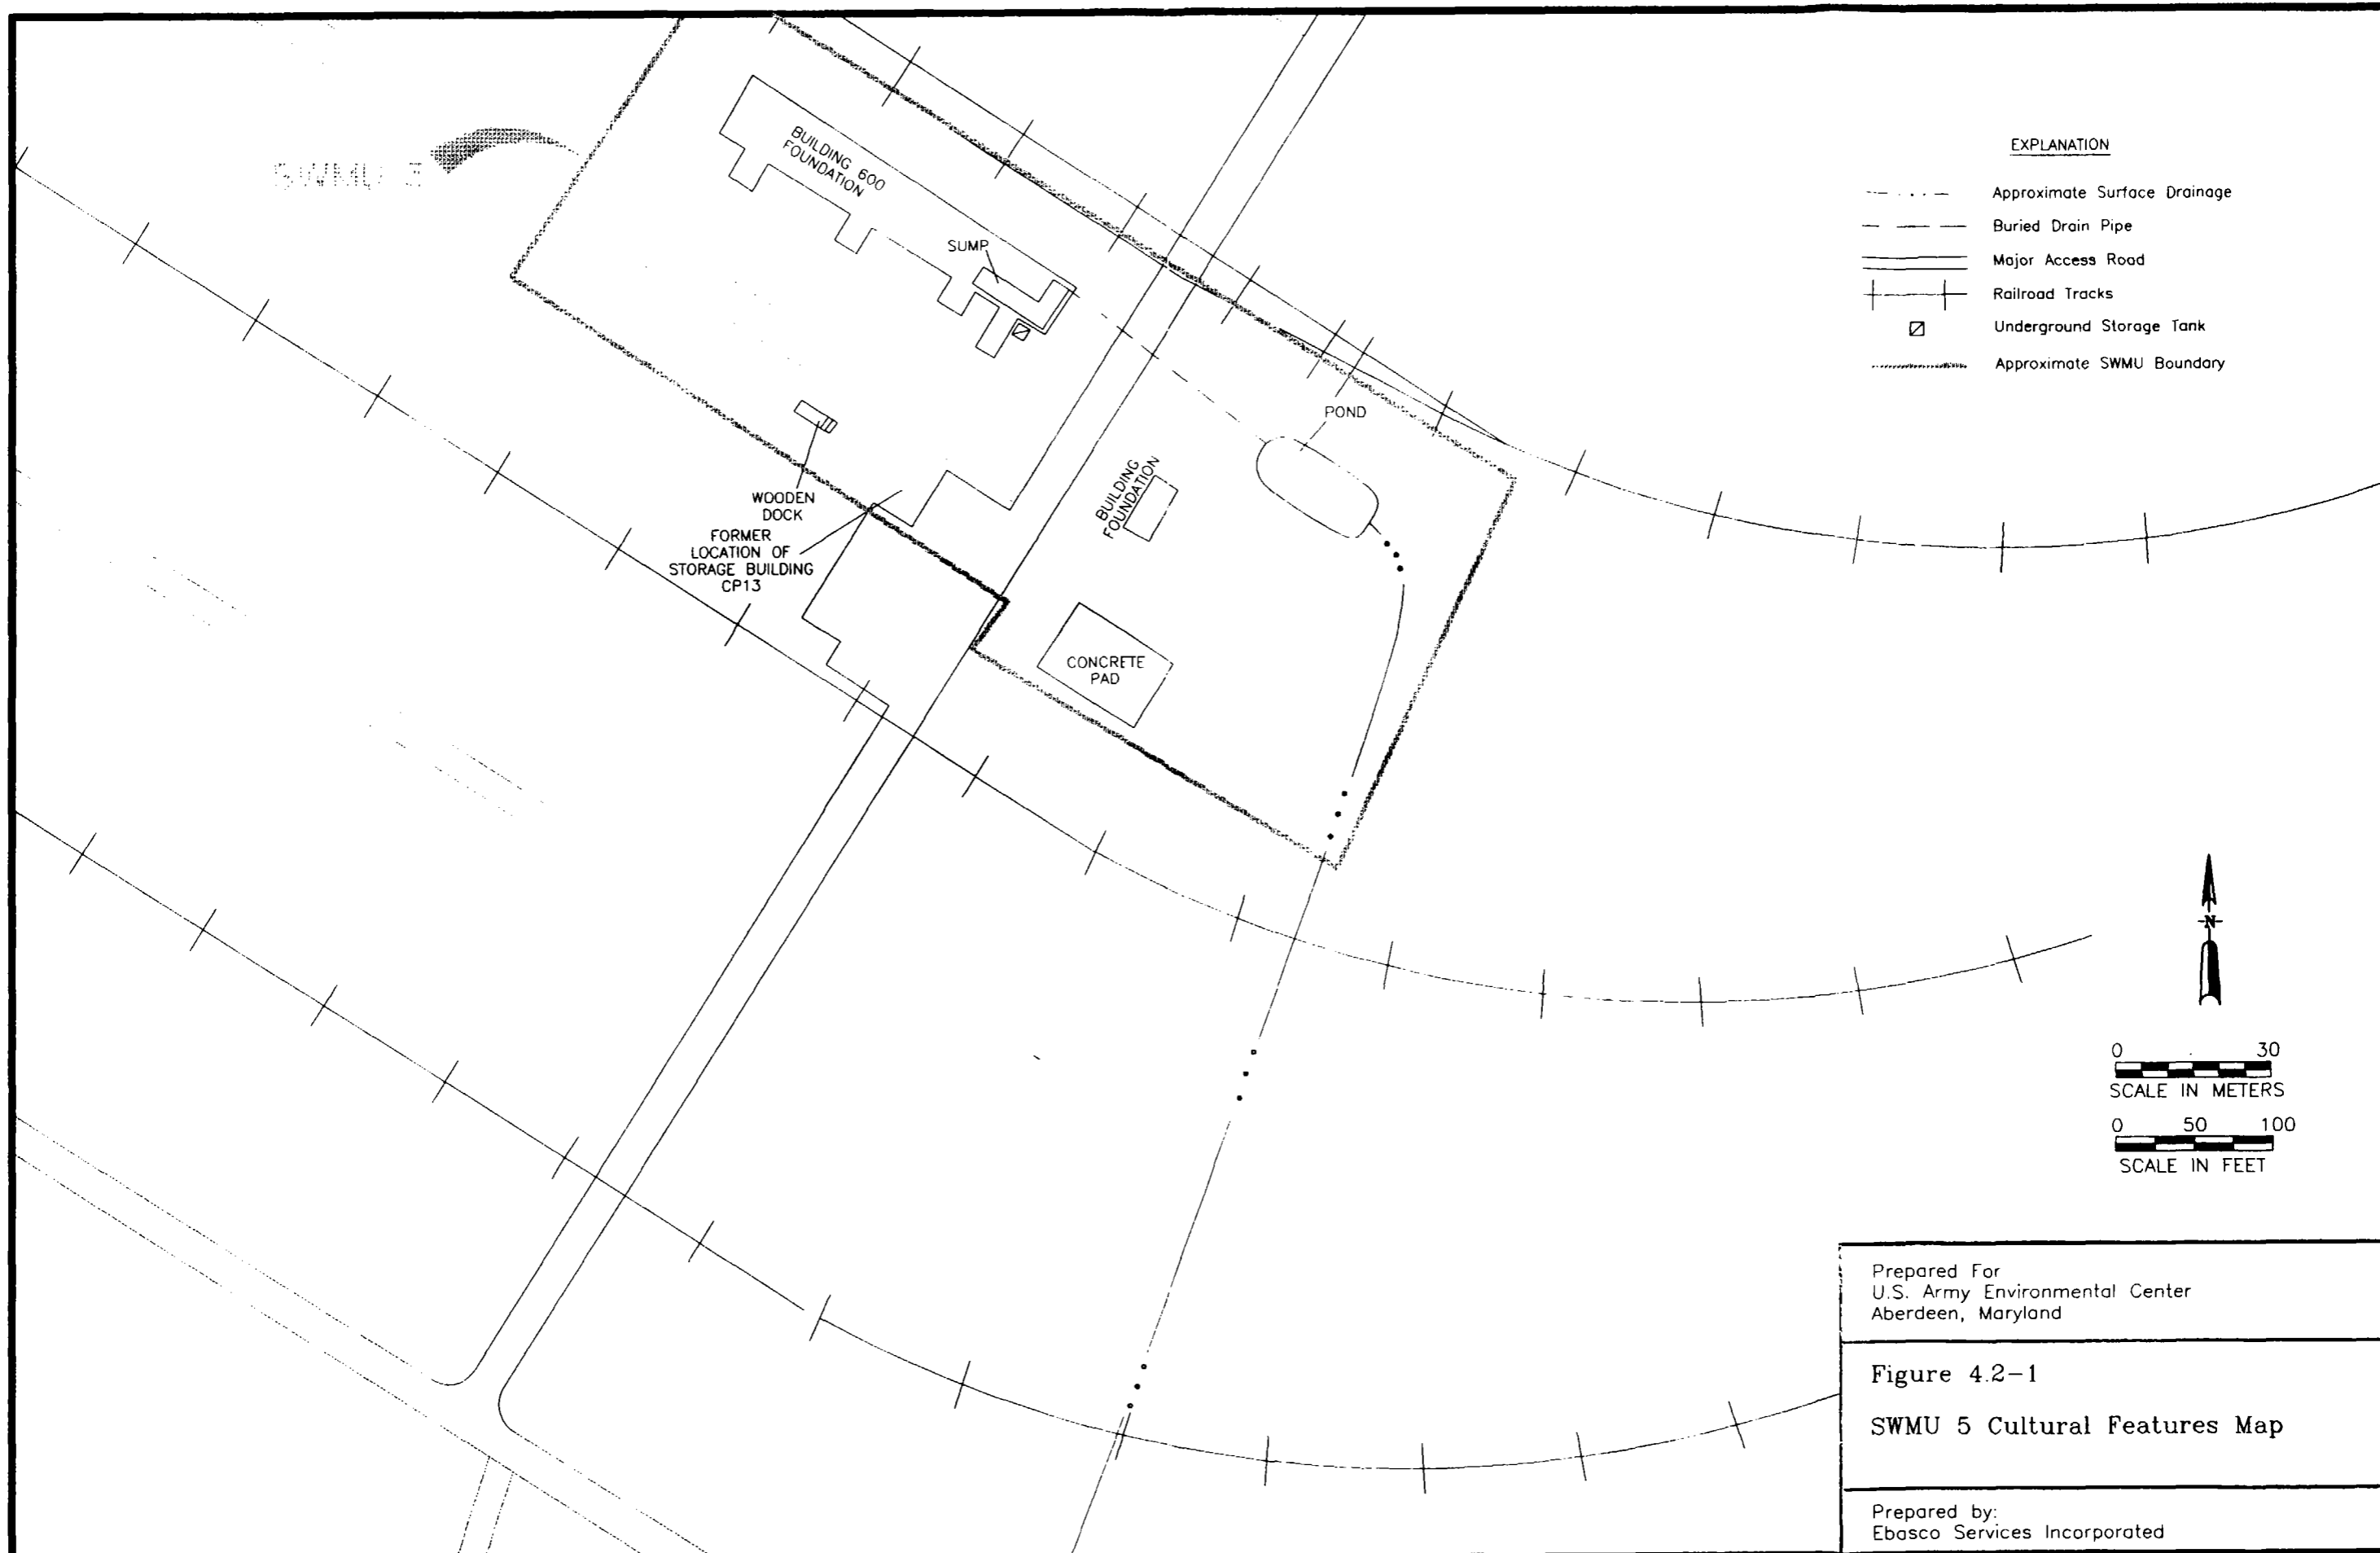 SWMU
BUILDING 600
FOUNDATION
SUMP
WOODEN
DOCK
FORMER
LOCATION OF
STORAGE BUILDING
CP13
POND
BUILDING
FOUNDATION
CONCRETE
PAD
EXPLANATION
Approximate Surface Drainage
Buried Drain Pipe
Major Access Road
Railroad Tracks
Underground Storage Tank
Approximate SWMU Boundary
N
0 30
SCALE IN METERS
0 50 100
SCALE IN FEET
Prepared For
U.S. Army Environmental Center
Aberdeen, Maryland
Figure 4.2-1
SWMU 5 Cultural Features Map
Prepared by:
Ebasco Services Incorporated